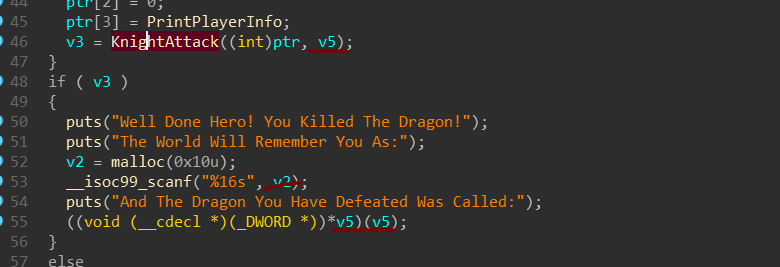 44 ptr[2] = 0;
45 ptr[3] = PrintPlayerInfo;
46 v3 = KnightAttack((int)ptr, v5);
47 }
48 if ( v3 )
49 {
50 puts("Well Done Hero! You Killed The Dragon!");
51 puts("The World Will Remember You As:");
52 v2 = malloc(0x10u);
53 __isoc99_scanf("%16s", v2);
54 puts("And The Dragon You Have Defeated Was Called:");
55 ((void (__cdecl *)(_DWORD *))*v5)(v5);
56 }
57 else